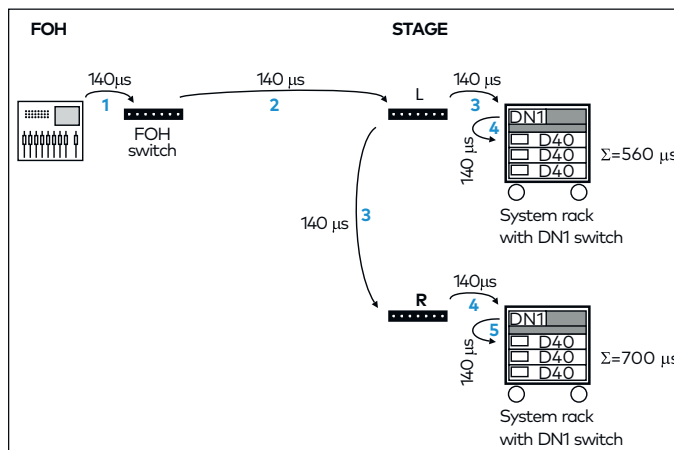 FOH
STAGE
140μs
1
FOH
switch
140 μs
2
L
140 μs
3
4
140 μs
DN1
D40
D40
D40
Σ=560 μs
System rack
with DN1 switch
140 μs
3
R
140μs
4
5
140 μs
DN1
D40
D40
D40
Σ=700 μs
System rack
with DN1 switch